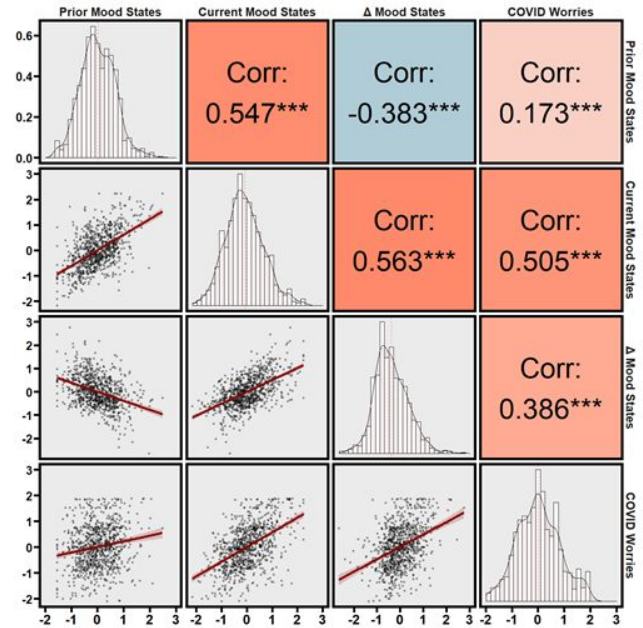 Prior Mood States Current Mood States Δ Mood States COVID Worries
0.6
0.4
0.2
0.0
Corr:
0.547***
Corr:
-0.383***
Corr:
0.173***
Prior Mood States
3
2
1
0
-1
-2
Corr:
0.563***
Corr:
0.505***
Current Mood States
3
2
1
0
-1
-2
Corr:
0.386***
Δ Mood States
3
2
1
0
-1
-2
COVID Worries
-2 -1 0 1 2 3 -2 -1 0 1 2 3 -2 -1 0 1 2 3 -2 -1 0 1 2 3